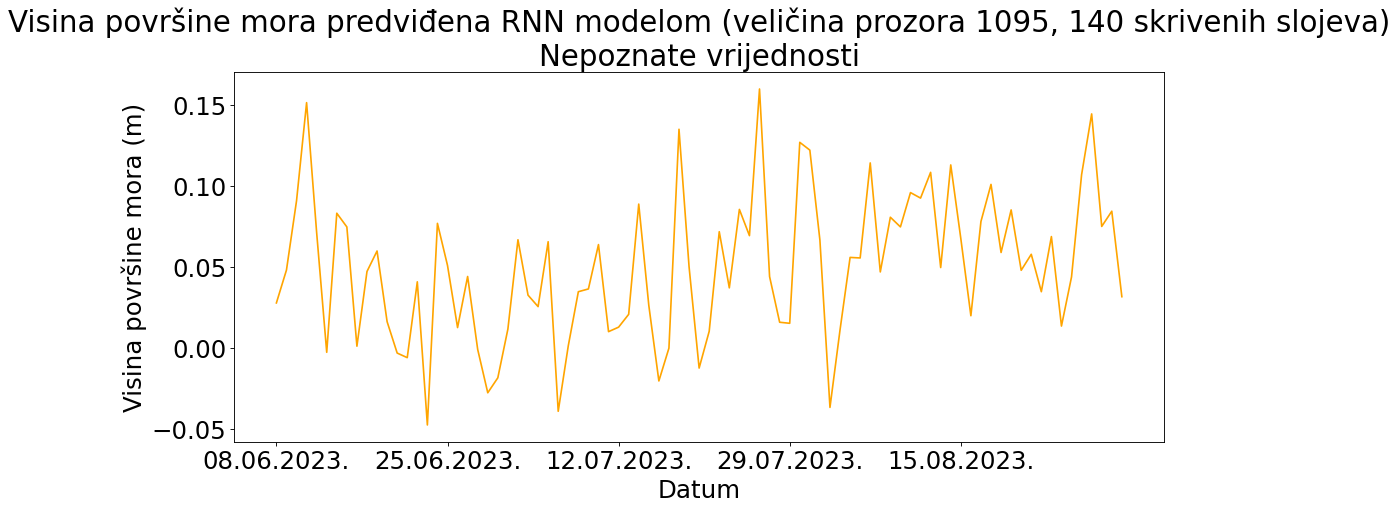 Visina površine mora predviđena RNN modelom (veličina prozora 1095, 140 skrivenih slojeva)
Nepoznate vrijednosti
Visina površine mora (m)
0.15
0.10
0.05
0.00
−0.05
08.06.2023. 25.06.2023. 12.07.2023. 29.07.2023. 15.08.2023.
Datum